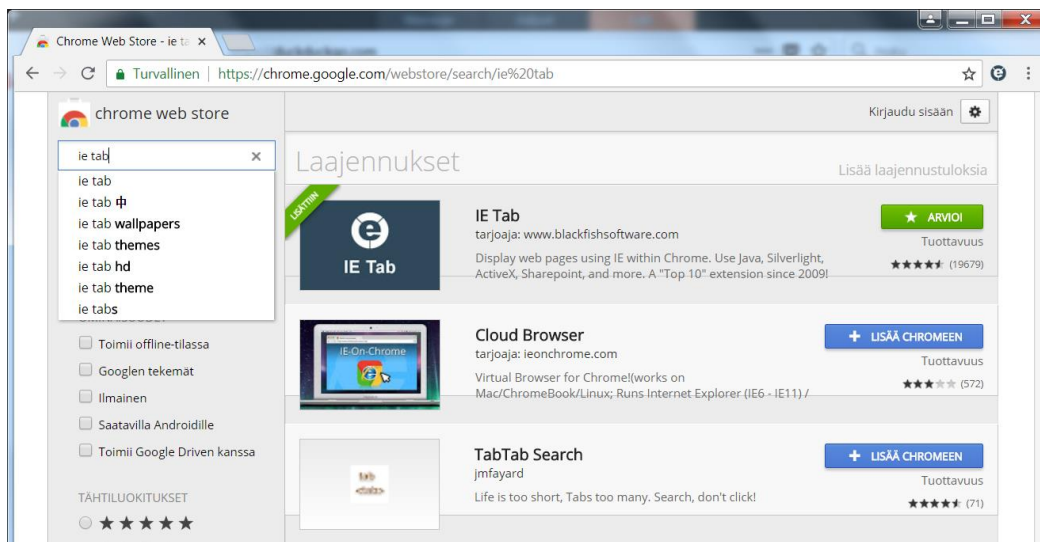 Chrome Web Store - ie ta
Turvallinen | https://chrome.google.com/webstore/search/ie%20tab
chrome web store
Kirjaudu sisään
ie tab
ie tab
ie tab 中
ie tab wallpapers
ie tab themes
ie tab hd
ie tab theme
ie tabs
Toimii offline-tilassa
Googlen tekemät
Ilmainen
Saatavilla Androidille
Toimii Google Driven kanssa
TÄHTILUOKITUKSET
Laajennukset
Lisää laajennustuloksia
LISÄTTIIN
IE Tab
IE Tab
tarjoaja: www.blackfishsoftware.com
Display web pages using IE within Chrome. Use Java, Silverlight,
ActiveX, Sharepoint, and more. A "Top 10" extension since 2009!
ARVIOI
Tuottavuus
(19679)
IE-On-Chrome
Cloud Browser
tarjoaja: ieonchrome.com
Virtual Browser for Chrome!(works on
Mac/ChromeBook/Linux; Runs Internet Explorer (IE6 - IE11) /
LISÄÄ CHROMEEN
Tuottavuus
(572)
tab
<tab>
TabTab Search
jmfayard
Life is too short, Tabs too many. Search, don't click!
LISÄÄ CHROMEEN
Tuottavuus
(71)